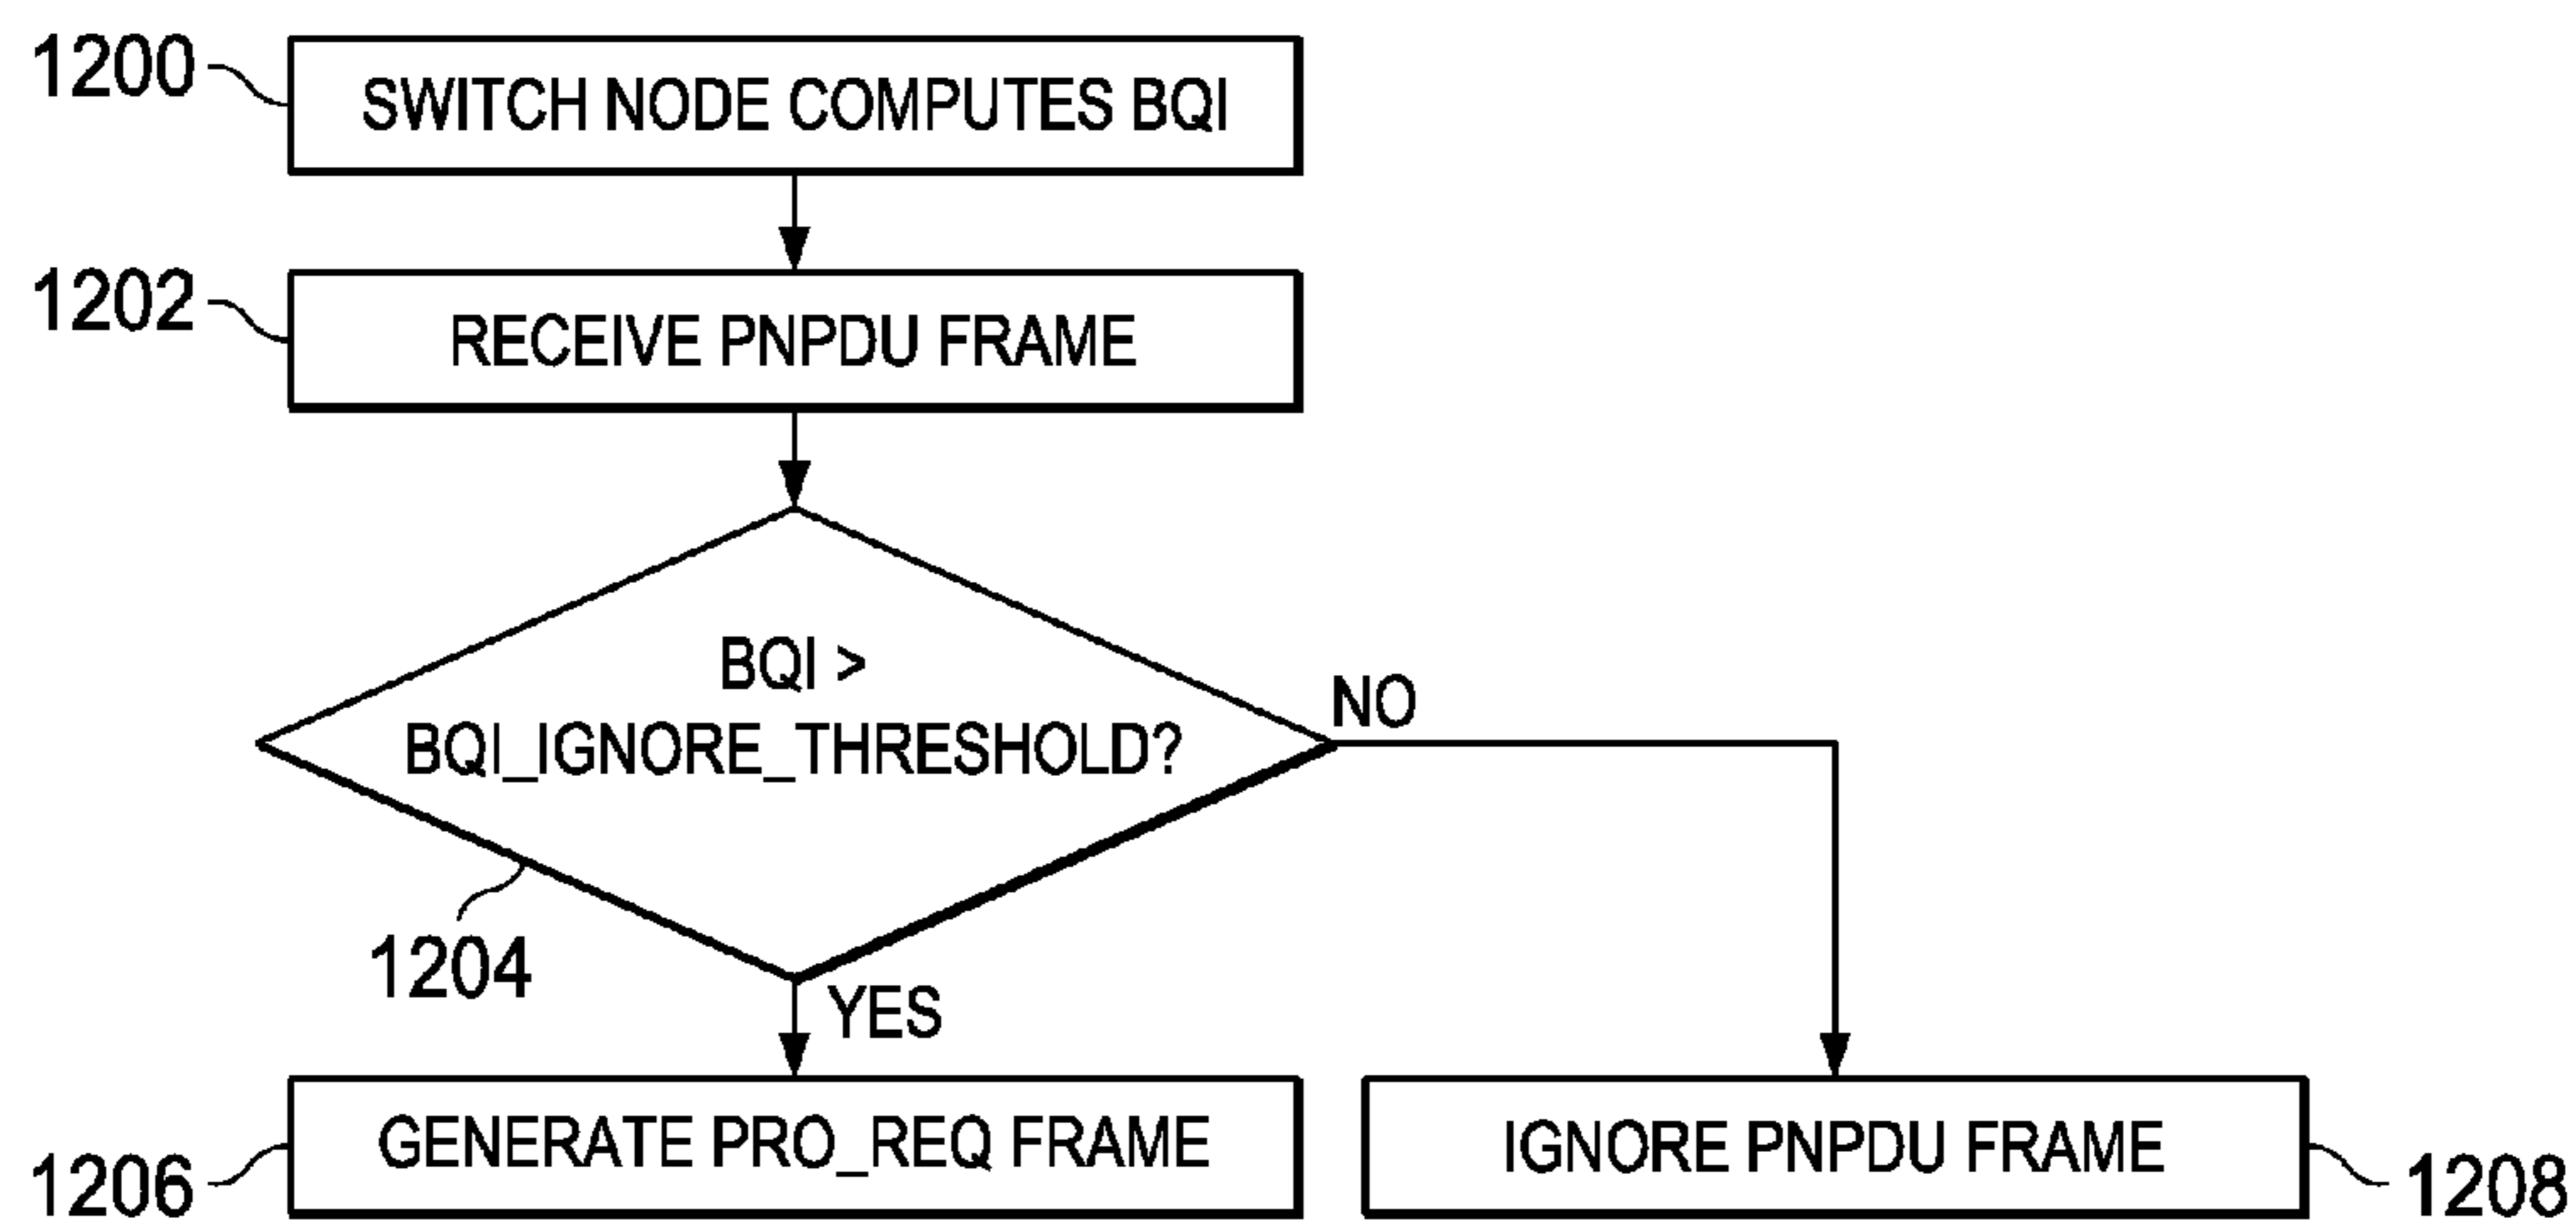 1200
SWITCH NODE COMPUTES BQI
1202
RECEIVE PNPDU FRAME
BQI >
BQI_IGNORE_THRESHOLD?
NO
1204
YES
1206
GENERATE PRO_REQ FRAME
IGNORE PNPDU FRAME
1208